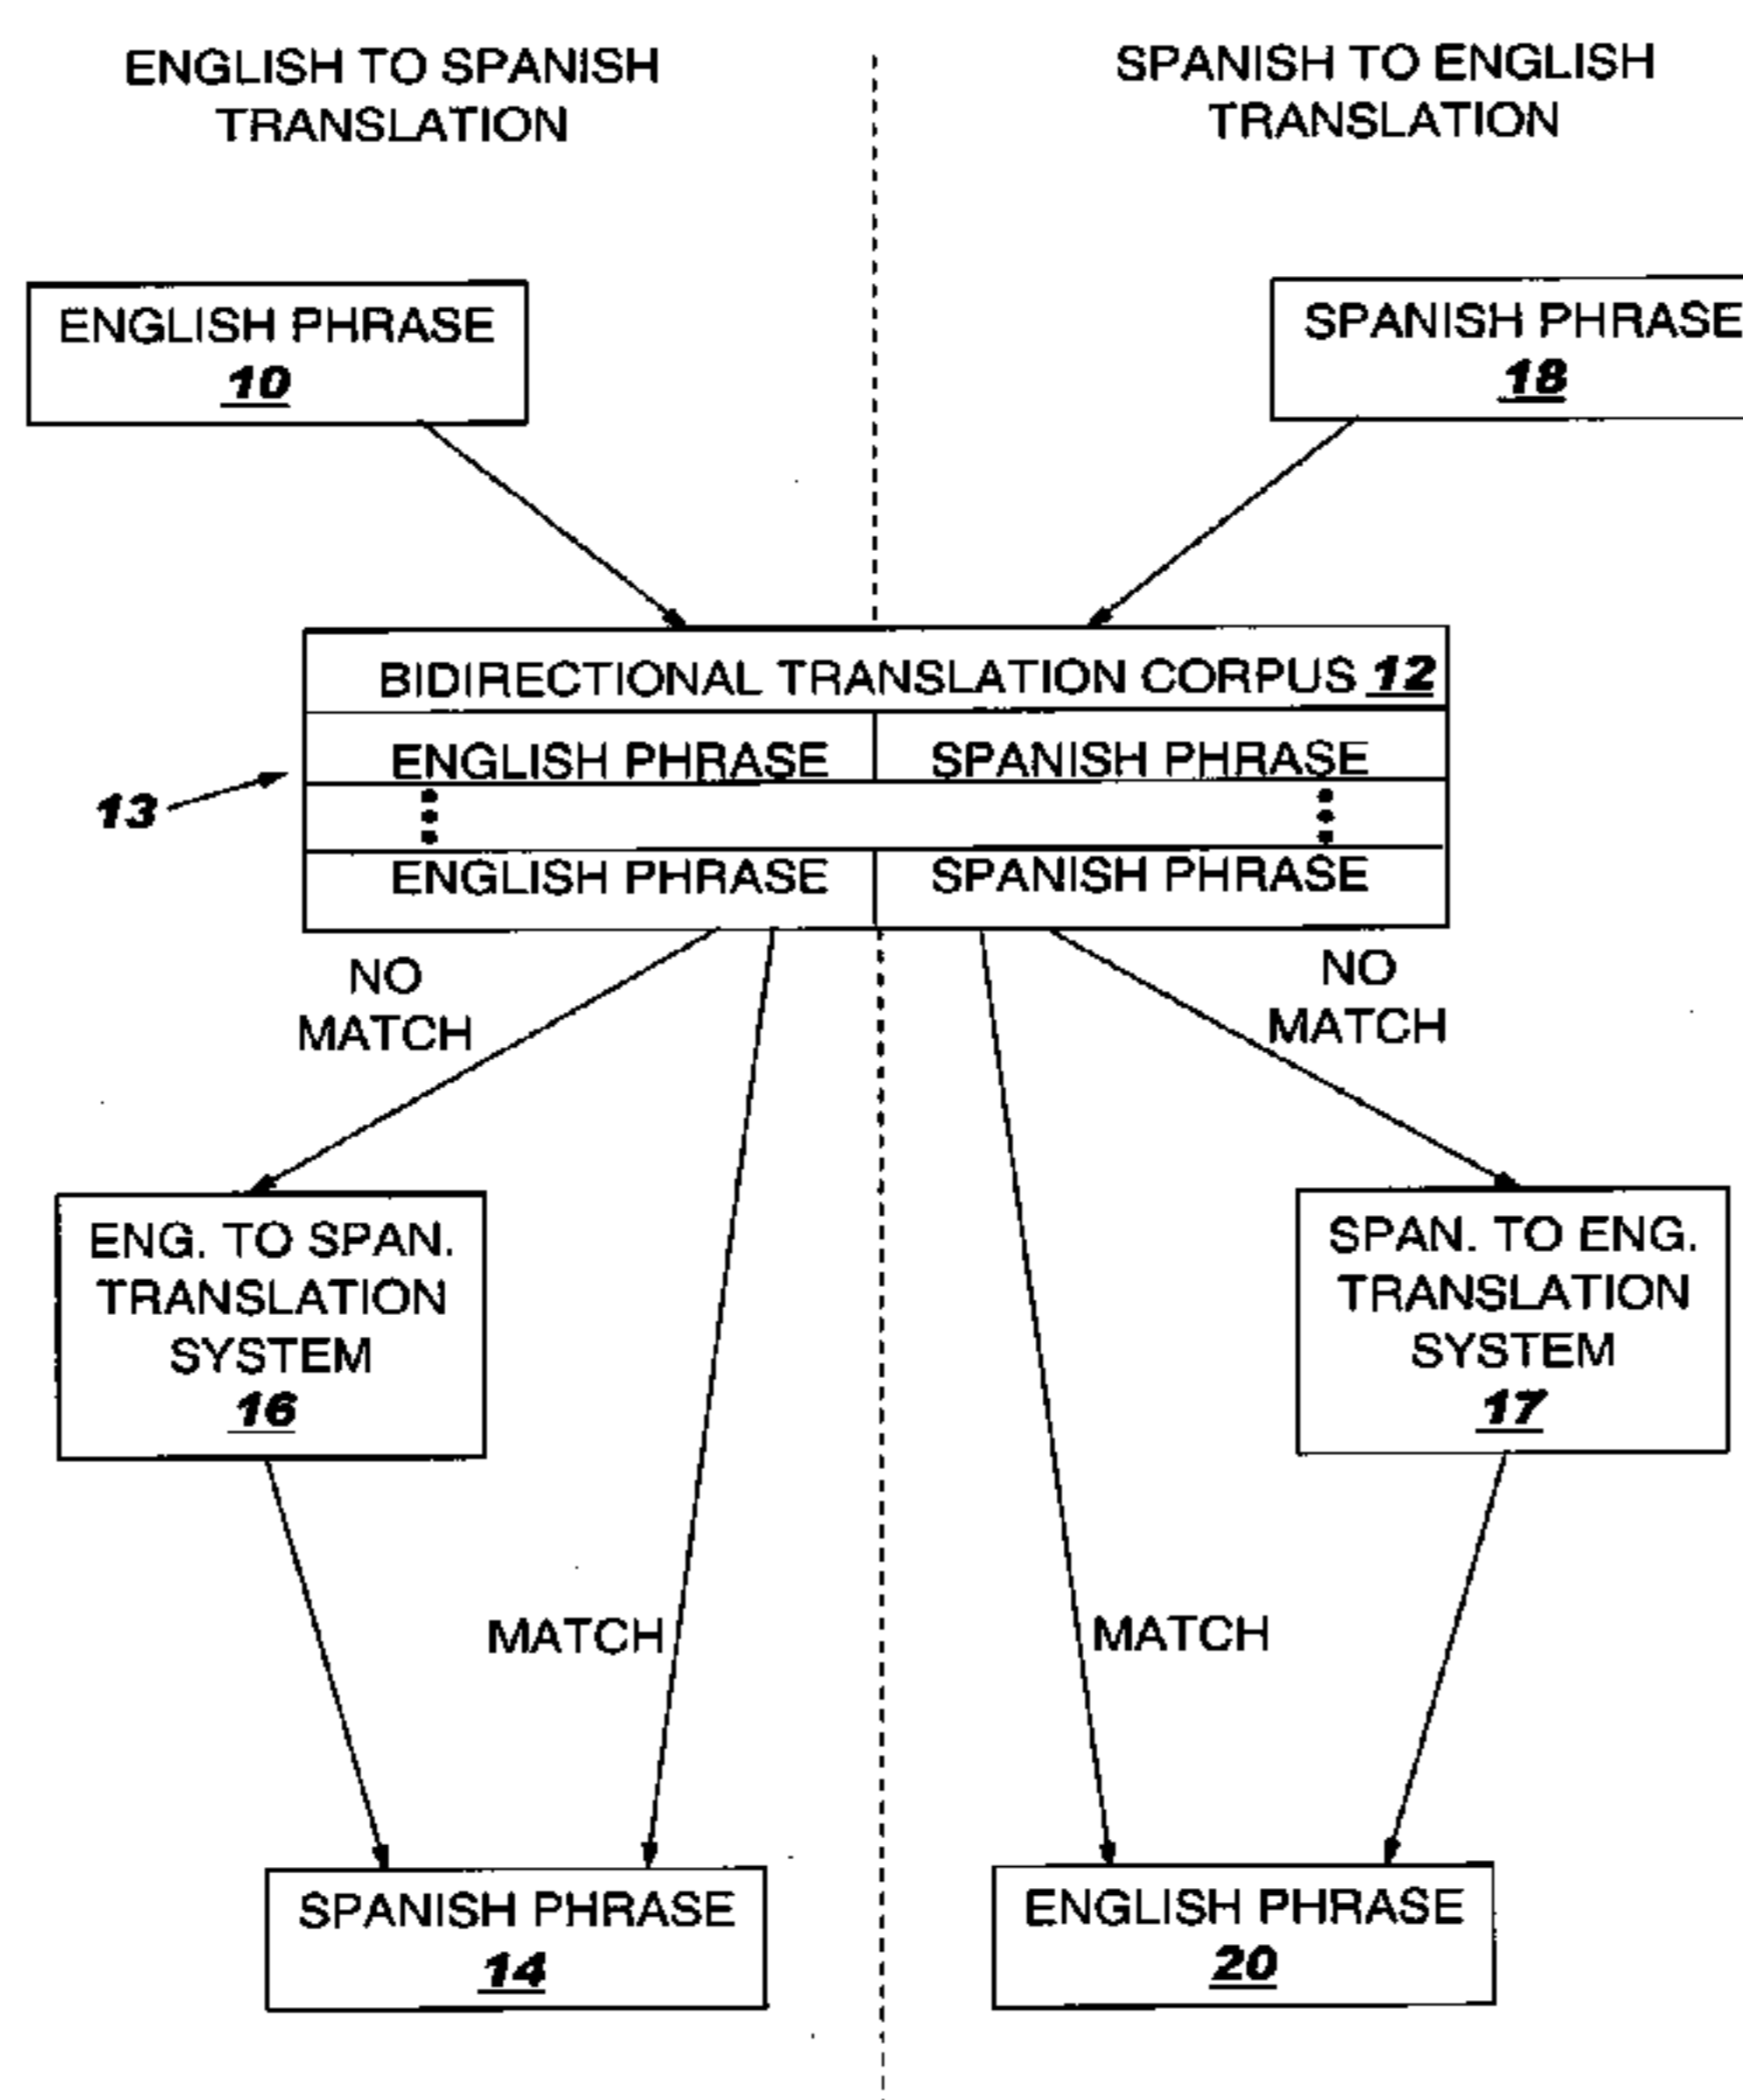 ENGLISH TO SPANISH
TRANSLATION
SPANISH TO ENGLISH
TRANSLATION
ENGLISH PHRASE
10
SPANISH PHRASE
18
BIDIRECTIONAL TRANSLATION CORPUS 12
ENGLISH PHRASE
SPANISH PHRASE
13
ENGLISH PHRASE
SPANISH PHRASE
NO
MATCH
NO
MATCH
ENG. TO SPAN.
TRANSLATION
SYSTEM
16
SPAN. TO ENG.
TRANSLATION
SYSTEM
17
MATCH
MATCH
SPANISH PHRASE
14
ENGLISH PHRASE
20